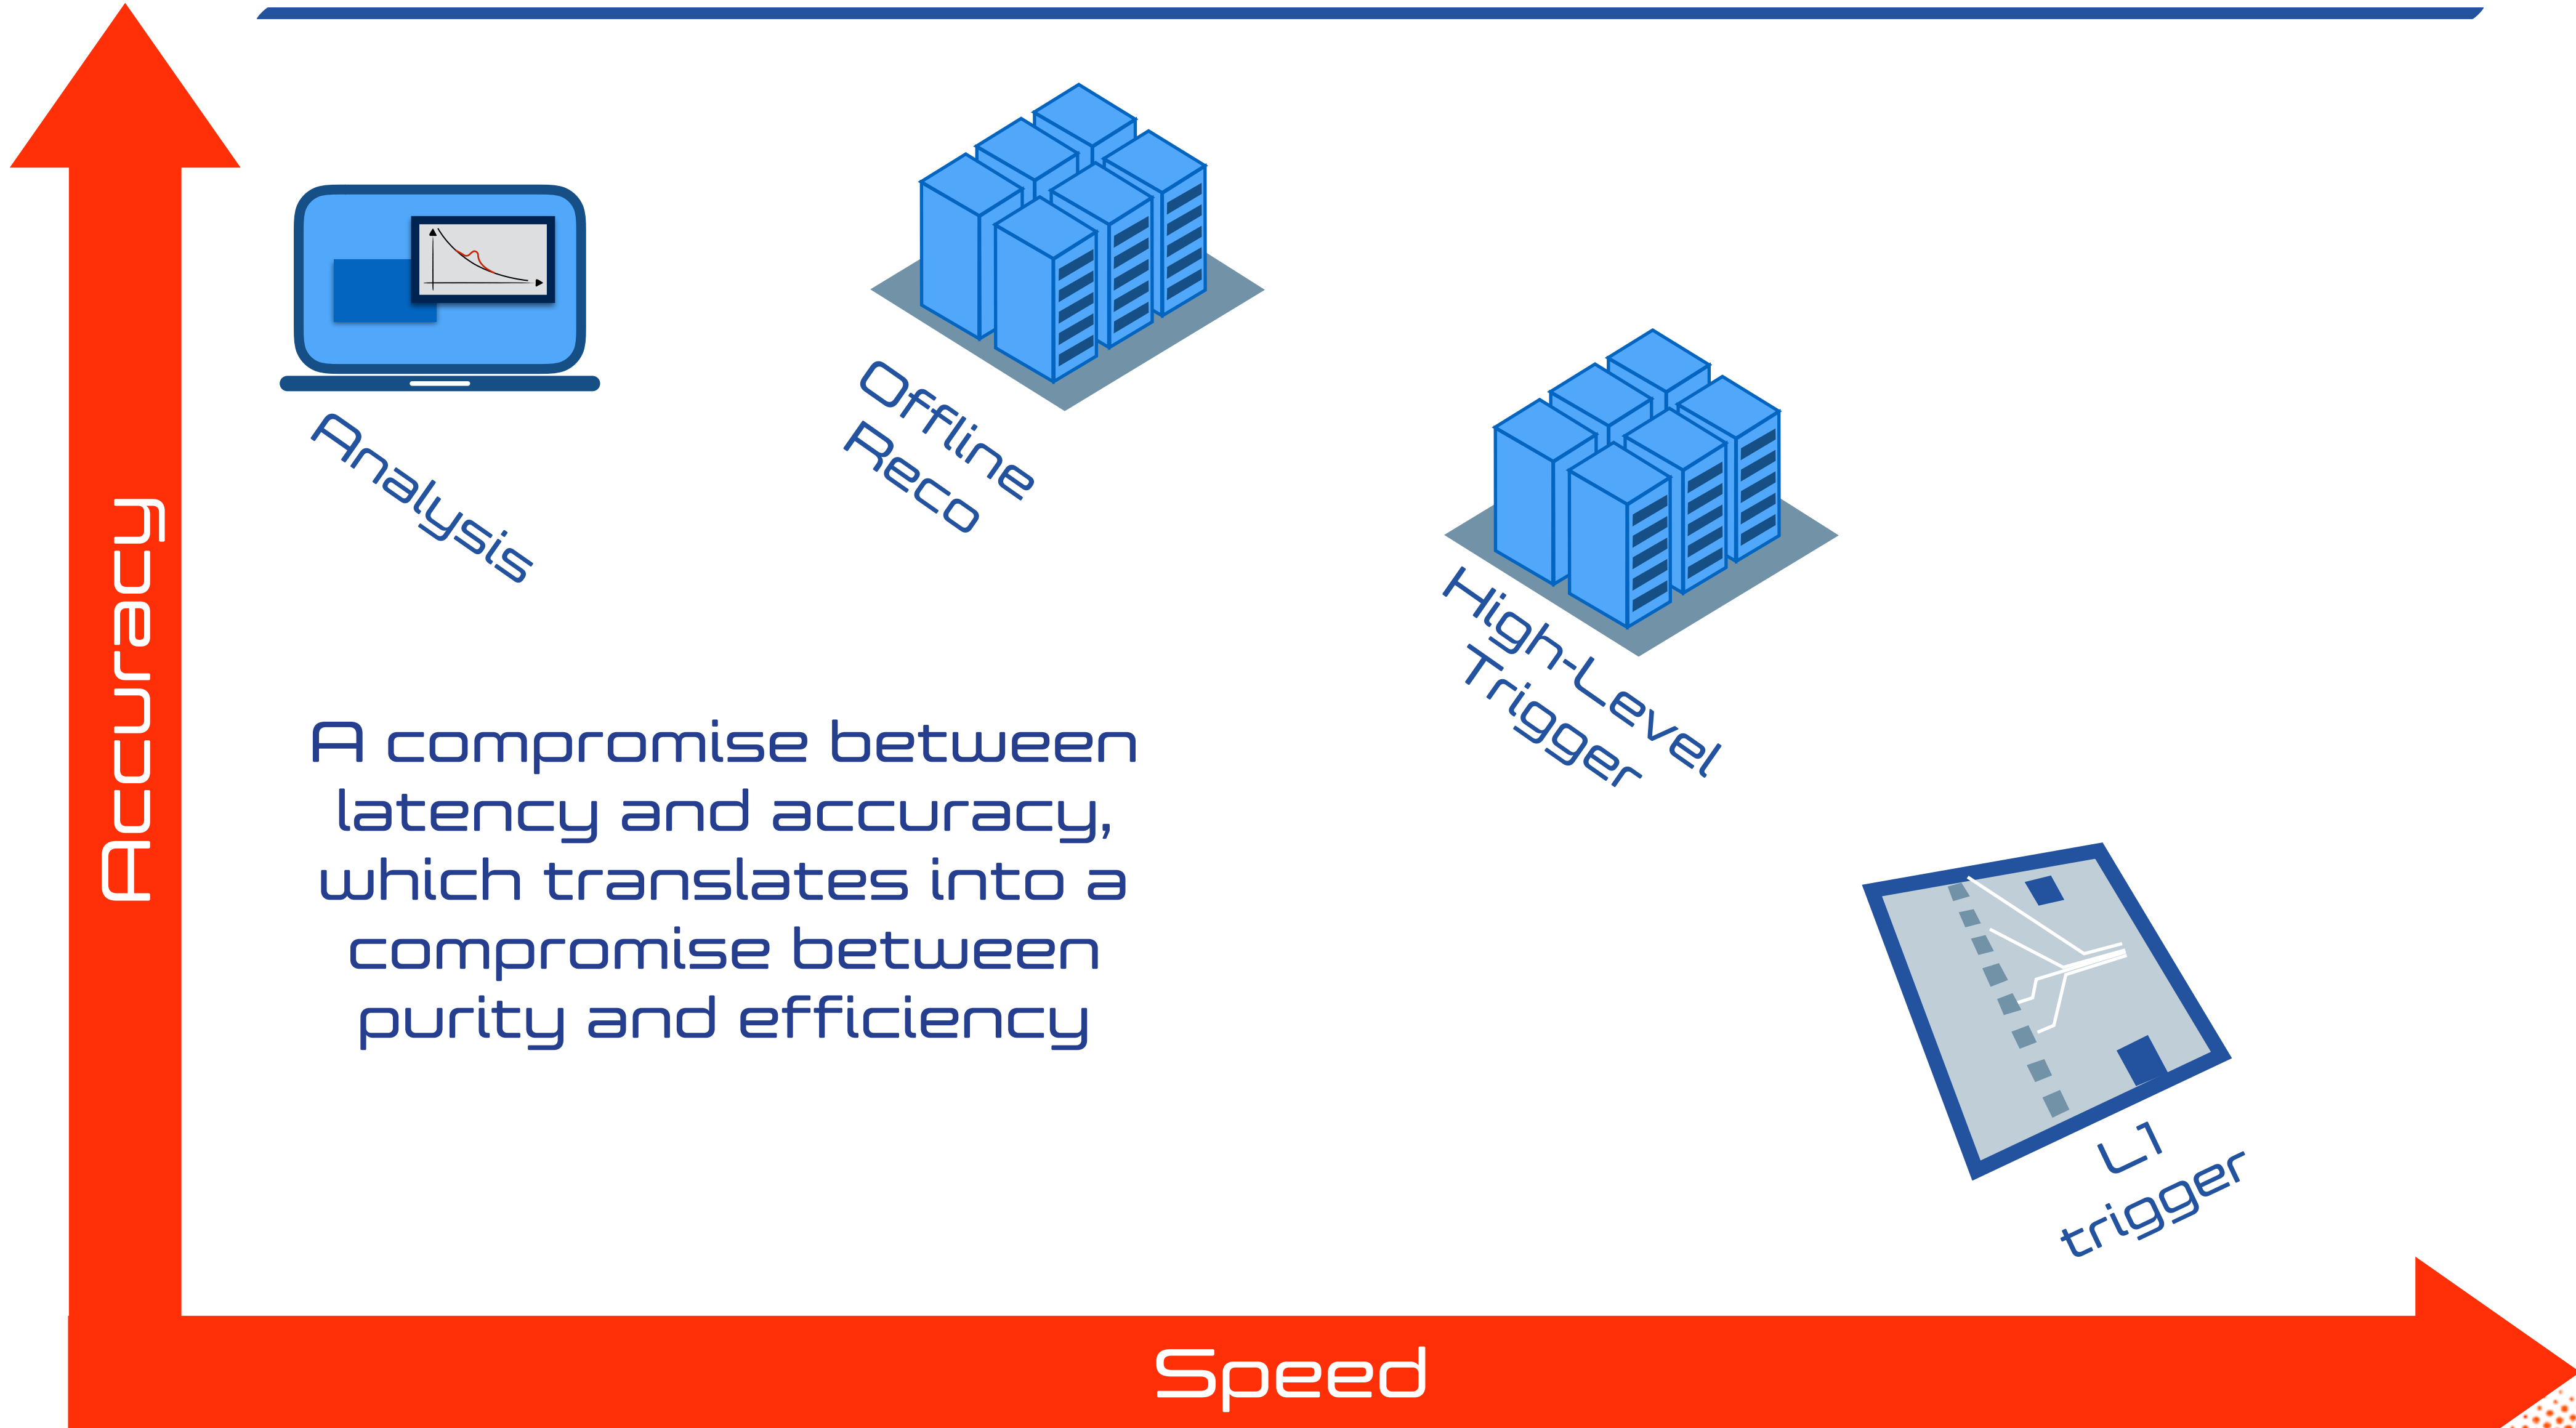 Accuracy
Analysis
Offline
Reco
High-Level
Trigger
A compromise between
latency and accuracy,
which translates into a
compromise between
purity and efficiency
L1
trigger
Speed